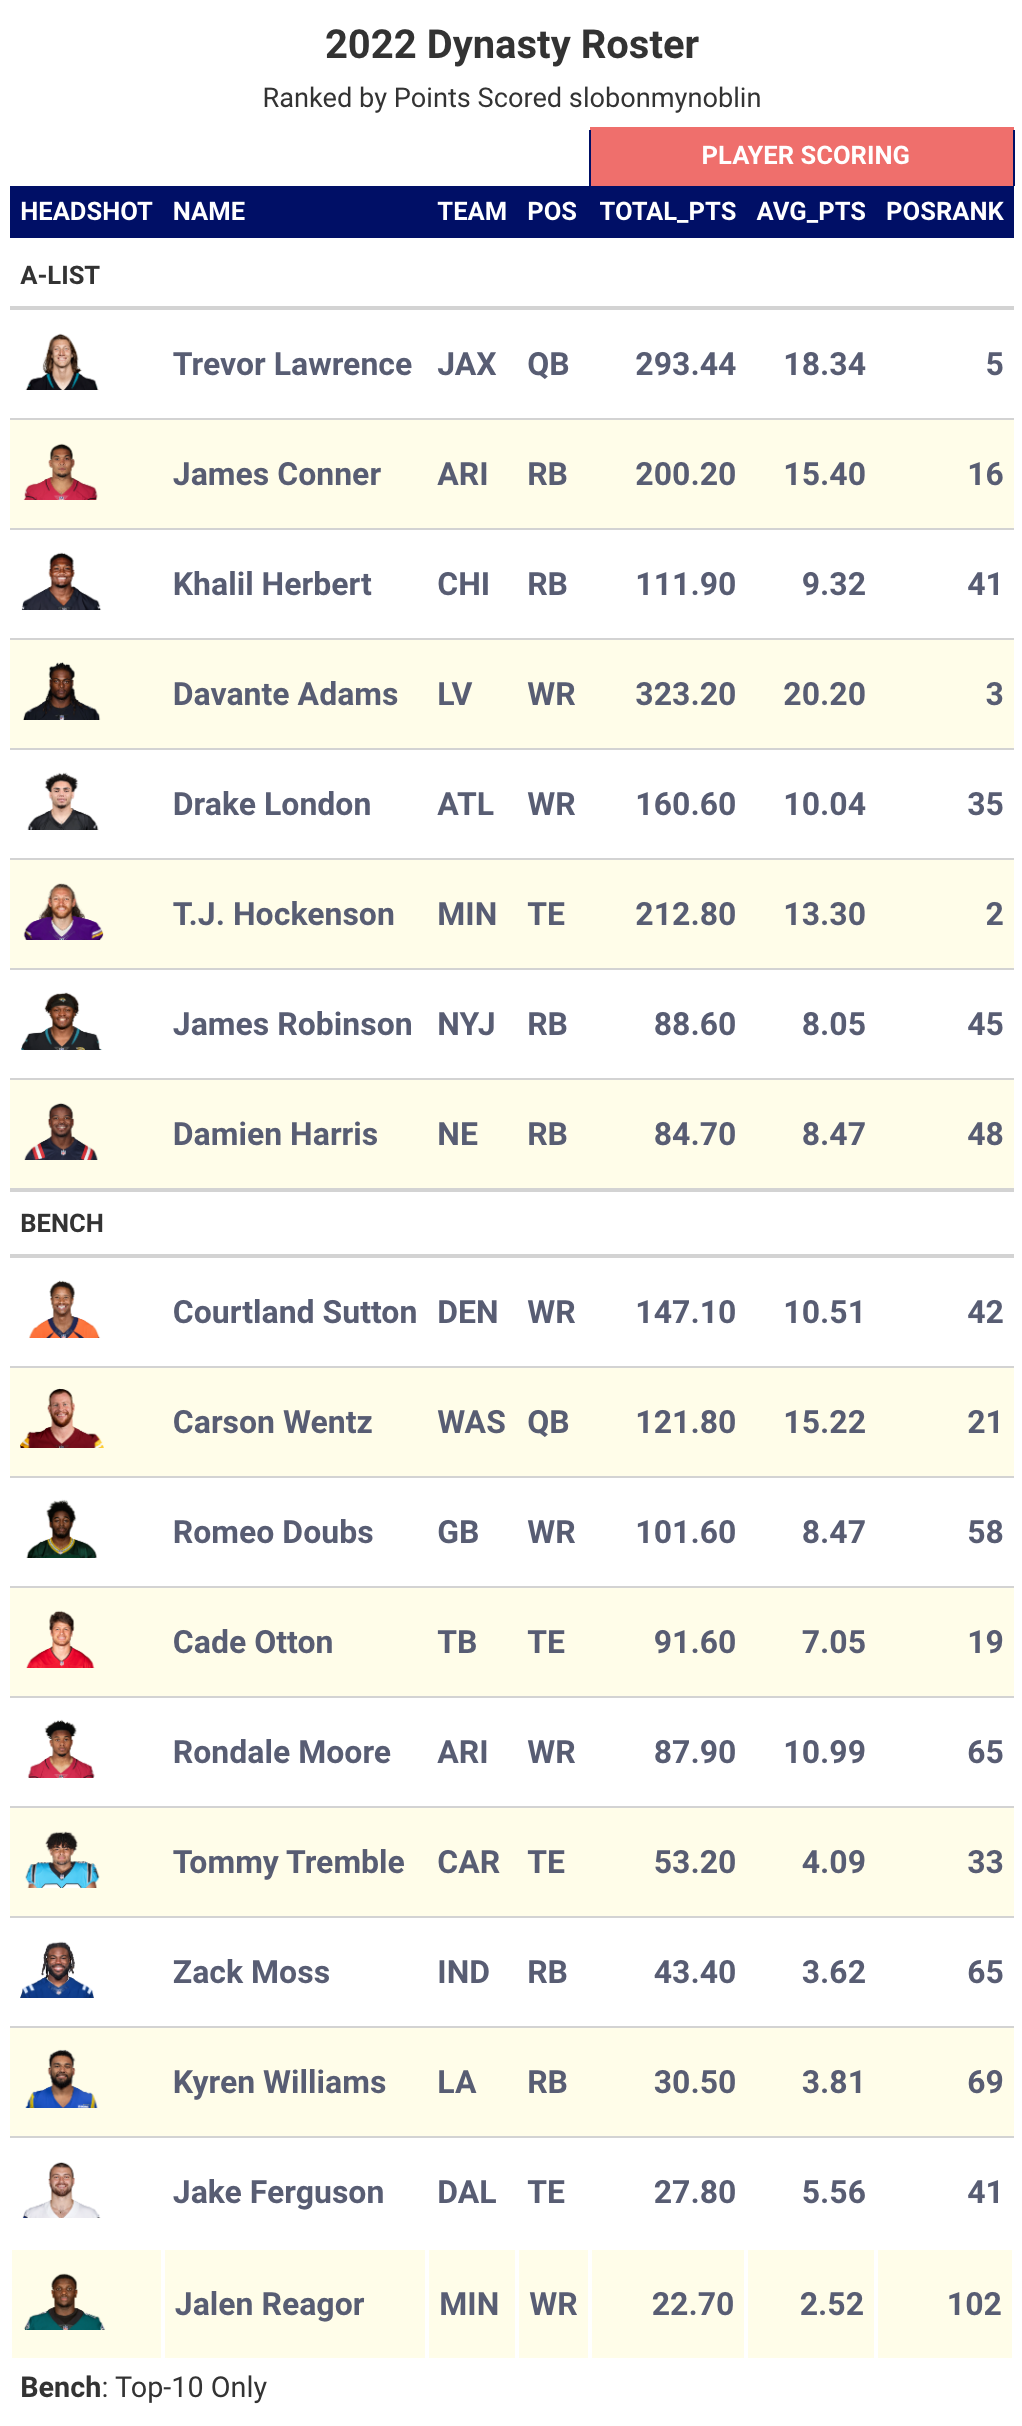 2022 Dynasty Roster
Ranked by Points Scored slobonmynoblin
PLAYER SCORING
HEADSHOT NAME TEAM POS TOTAL_PTS AVG_PTS POSRANK
A-LIST
Trevor Lawrence JAX QB 293.44 18.34 5
James Conner ARI RB 200.20 15.40 16
Khalil Herbert CHI RB 111.90 9.32 41
Davante Adams LV WR 323.20 20.20 3
Drake London ATL WR 160.60 10.04 35
T.J. Hockenson MIN TE 212.80 13.30 2
James Robinson NYJ RB 88.60 8.05 45
Damien Harris NE RB 84.70 8.47 48
BENCH
Courtland Sutton DEN WR 147.10 10.51 42
Carson Wentz WAS QB 121.80 15.22 21
Romeo Doubs GB WR 101.60 8.47 58
Cade Otton TB TE 91.60 7.05 19
Rondale Moore ARI WR 87.90 10.99 65
Tommy Tremble CAR TE 53.20 4.09 33
Zack Moss IND RB 43.40 3.62 65
Kyren Williams LA RB 30.50 3.81 69
Jake Ferguson DAL TE 27.80 5.56 41
Jalen Reagor MIN WR 22.70 2.52 102
Bench: Top-10 Only